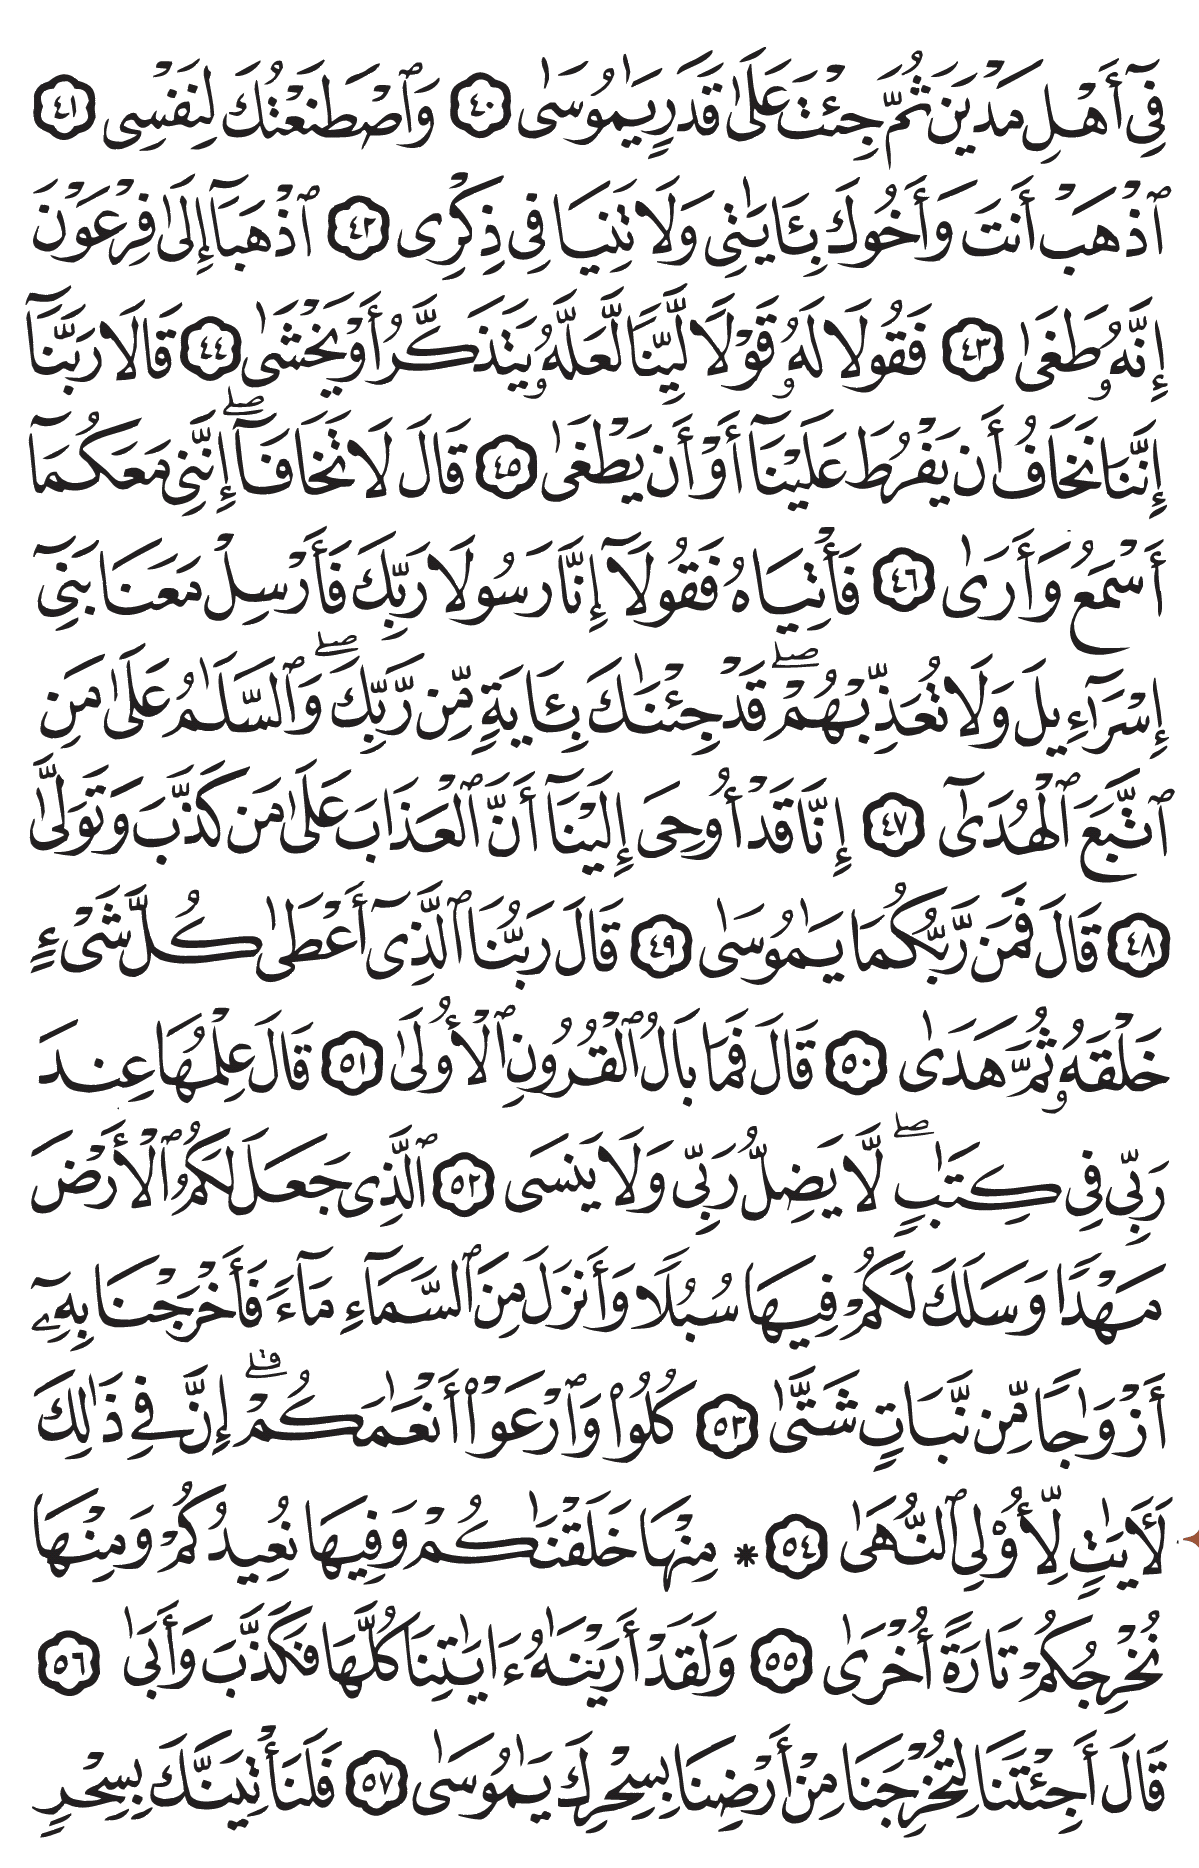 فِىٓ أَهْلِ مَدْيَنَ ثُمَّ جِئْتَ عَلَىٰ قَدَرٍ يَـٰمُوسَىٰ ٤٠ وَٱصْطَنَعْتُكَ لِنَفْسِى ٤١
ٱذْهَبْ أَنتَ وَأَخُوكَ بِـَٔايَـٰتِى وَلَا تَنِيَا فِى ذِكْرِى ٤٢ ٱذْهَبَآ إِلَىٰ فِرْعَوْنَ
إِنَّهُۥ طَغَىٰ ٤٣ فَقُولَا لَهُۥ قَوْلًا لَّيِّنًا لَّعَلَّهُۥ يَتَذَكَّرُ أَوْ يَخْشَىٰ ٤٤ قَالَا رَبَّنَآ
إِنَّنَا نَخَافُ أَن يَفْرُطَ عَلَيْنَآ أَوْ أَن يَطْغَىٰ ٤٥ قَالَ لَا تَخَافَآ ۖ إِنَّنِى مَعَكُمَآ
أَسْمَعُ وَأَرَىٰ ٤٦ فَأْتِيَاهُ فَقُولَآ إِنَّا رَسُولَا رَبِّكَ فَأَرْسِلْ مَعَنَا بَنِىٓ
إِسْرَٰٓءِيلَ وَلَا تُعَذِّبْهُمْ ۖ قَدْ جِئْنَـٰكَ بِـَٔايَةٍ مِّن رَّبِّكَ ۖ وَٱلسَّلَـٰمُ عَلَىٰ مَنِ
ٱتَّبَعَ ٱلْهُدَىٰٓ ٤٧ إِنَّا قَدْ أُوحِىَ إِلَيْنَآ أَنَّ ٱلْعَذَابَ عَلَىٰ مَن كَذَّبَ وَتَوَلَّىٰ
٤٨ قَالَ فَمَن رَّبُّكُمَا يَـٰمُوسَىٰ ٤٩ قَالَ رَبُّنَا ٱلَّذِىٓ أَعْطَىٰ كُلَّ شَىْءٍ
خَلْقَهُۥ ثُمَّ هَدَىٰ ٥٠ قَالَ فَمَا بَالُ ٱلْقُرُونِ ٱلْأُولَىٰ ٥١ قَالَ عِلْمُهَا عِندَ
رَبِّى فِى كِتَـٰبٍ ۖ لَّا يَضِلُّ رَبِّى وَلَا يَنسَى ٥٢ ٱلَّذِى جَعَلَ لَكُمُ ٱلْأَرْضَ
مَهْدًا وَسَلَكَ لَكُمْ فِيهَا سُبُلًا وَأَنزَلَ مِنَ ٱلسَّمَآءِ مَآءً فَأَخْرَجْنَا بِهِۦٓ
أَزْوَٰجًا مِّن نَّبَاتٍ شَتَّىٰ ٥٣ كُلُوا۟ وَٱرْعَوْا۟ أَنْعَـٰمَكُمْ ۗ إِنَّ فِى ذَٰلِكَ
لَـَٔايَـٰتٍ لِّأُو۟لِى ٱلنُّهَىٰ ٥٤ * مِنْهَا خَلَقْنَـٰكُمْ وَفِيهَا نُعِيدُكُمْ وَمِنْهَا
نُخْرِجُكُمْ تَارَةً أُخْرَىٰ ٥٥ وَلَقَدْ أَرَيْنَـٰهُ ءَايَـٰتِنَا كُلَّهَا فَكَذَّبَ وَأَبَىٰ ٥٦
قَالَ أَجِئْتَنَا لِتُخْرِجَنَا مِنْ أَرْضِنَا بِسِحْرِكَ يَـٰمُوسَىٰ ٥٧ فَلَنَأْتِيَنَّكَ بِسِحْرٍ